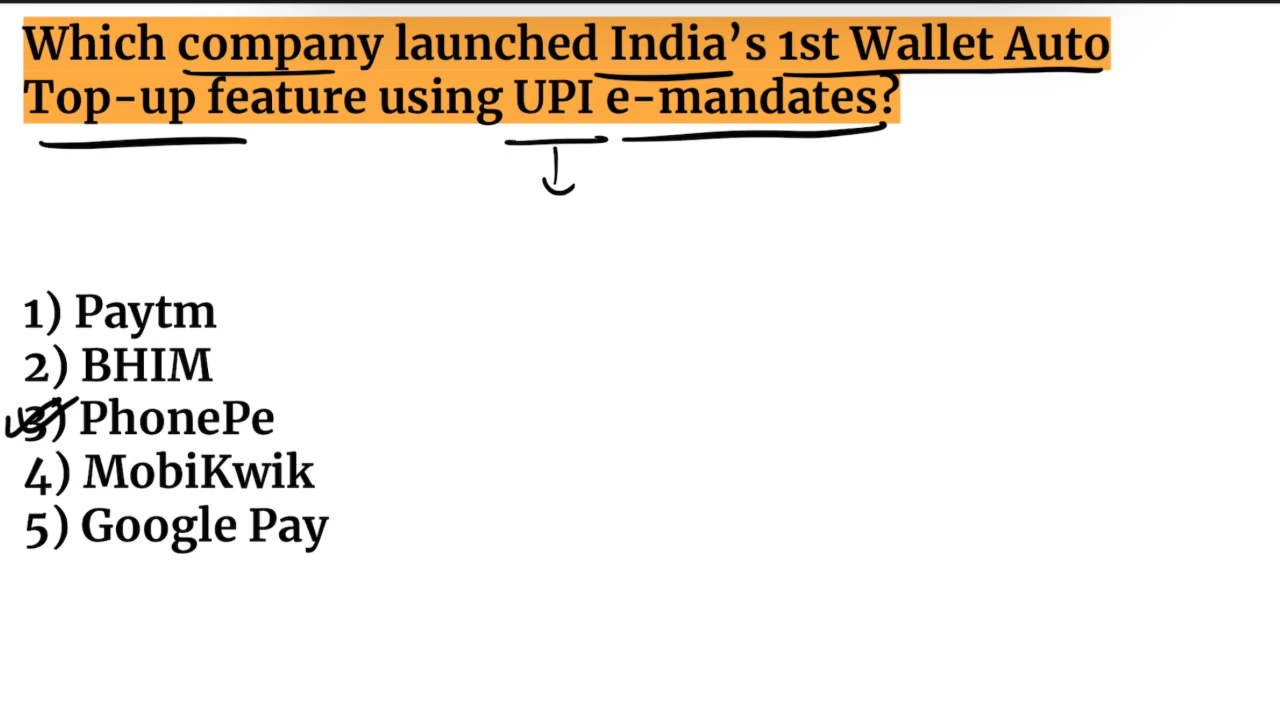 Which company launched India’s 1st Wallet Auto
Top-up feature using UPI e-mandates?
1) Paytm
2) BHIM
3) PhonePe
4) MobiKwik
5) Google Pay